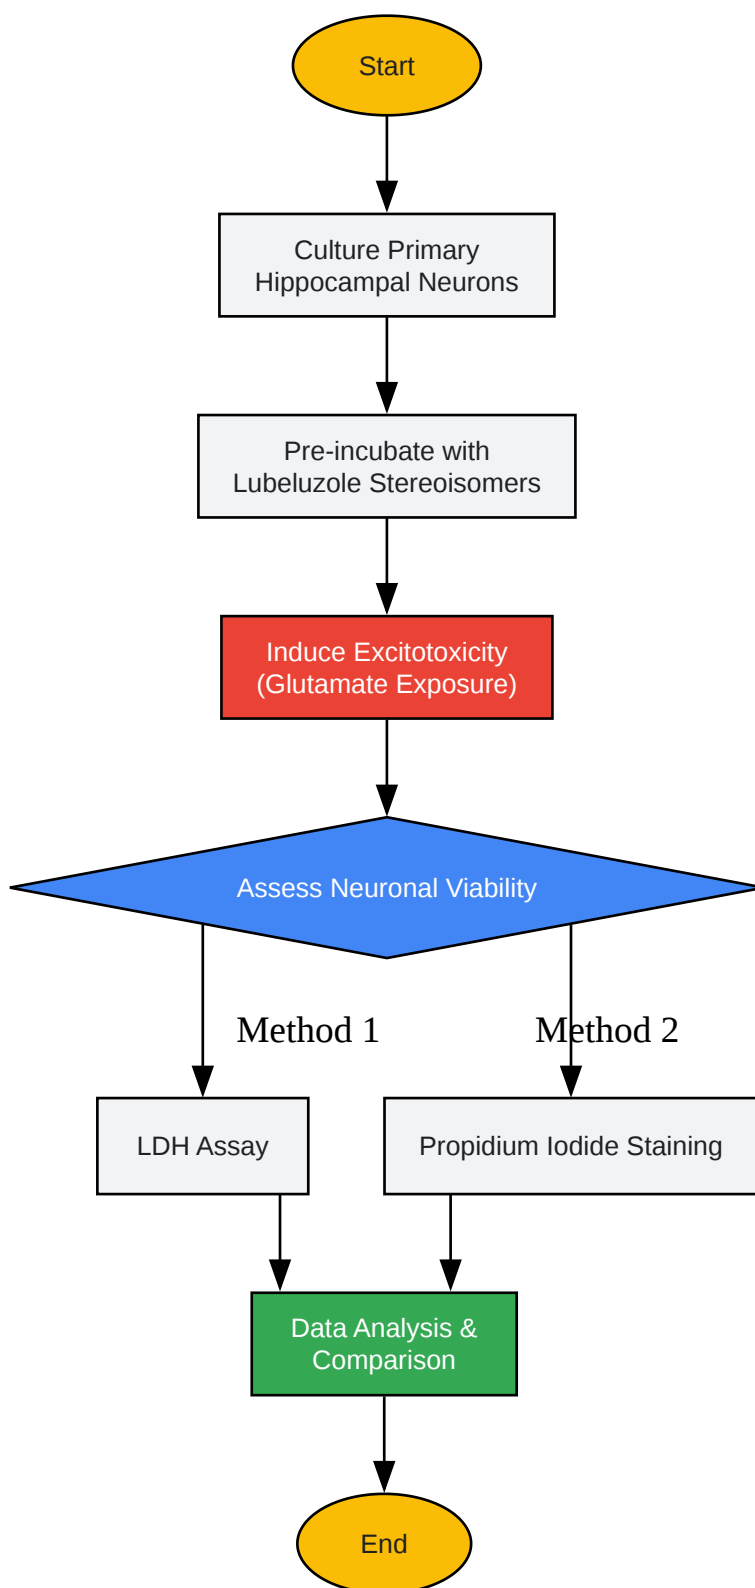 Start
Culture Primary
Hippocampal Neurons
Pre-incubate with
Lubeluzole Stereoisomers
Induce Excitotoxicity
(Glutamate Exposure)
Assess Neuronal Viability
Method 1
Method 2
LDH Assay
Propidium Iodide Staining
Data Analysis &
Comparison
End